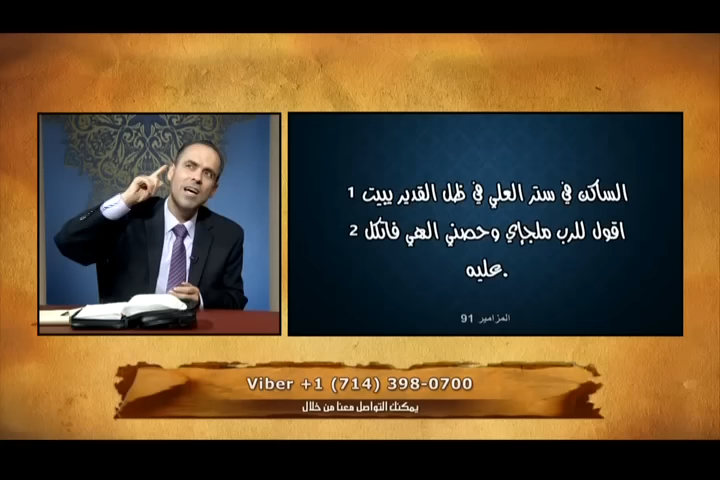 1 الساكن في ستر العلي في ظل القدير يبيت
2 اقول للرب ملجإي وحصني الهي فاتكل
عليه.
المزامير 91
Viber +1 (714) 398-0700
يمكنك التواصل معنا من خلال